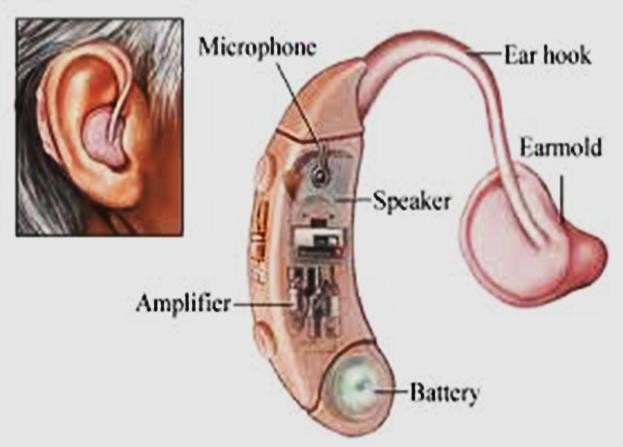 Microphone
Ear hook
Earmold
Speaker
Amplifier
Battery